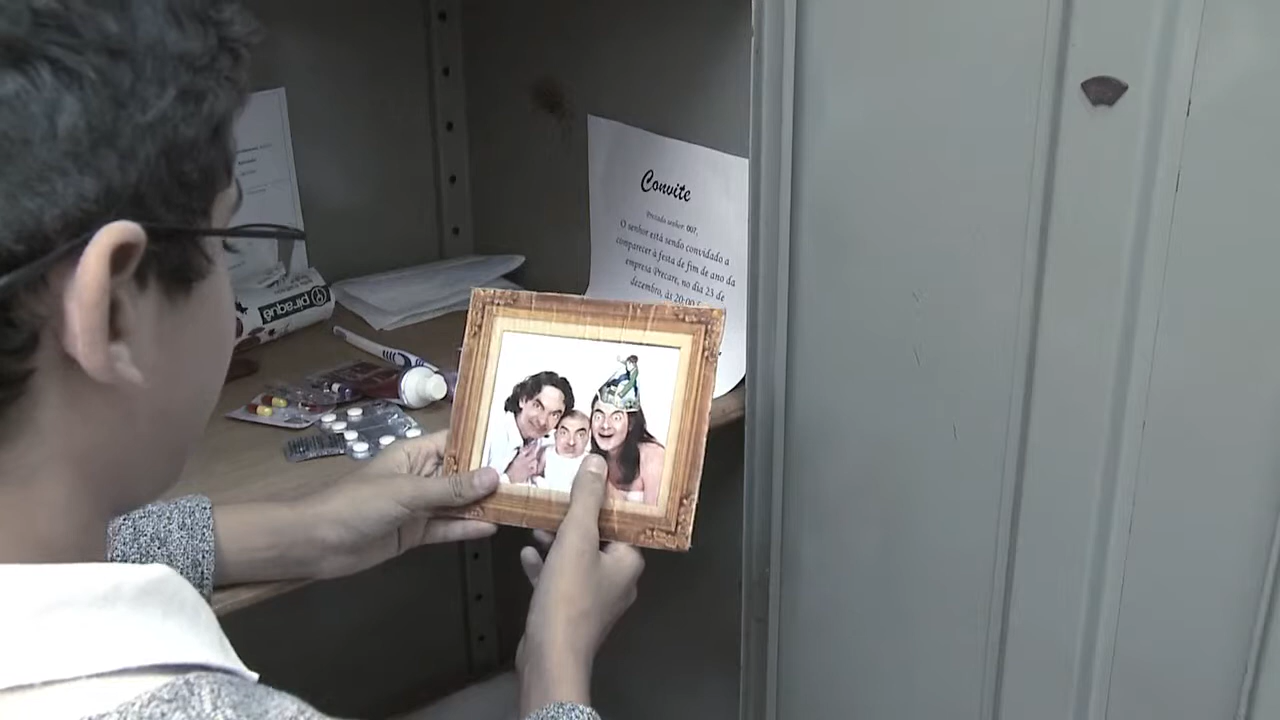 Convite
Prezado senhor 007,
O senhor está sendo convidado a
comparecer à festa de fim de ano da
empresa Precare, no dia 23 de
dezembro, às 20:00
piraquê